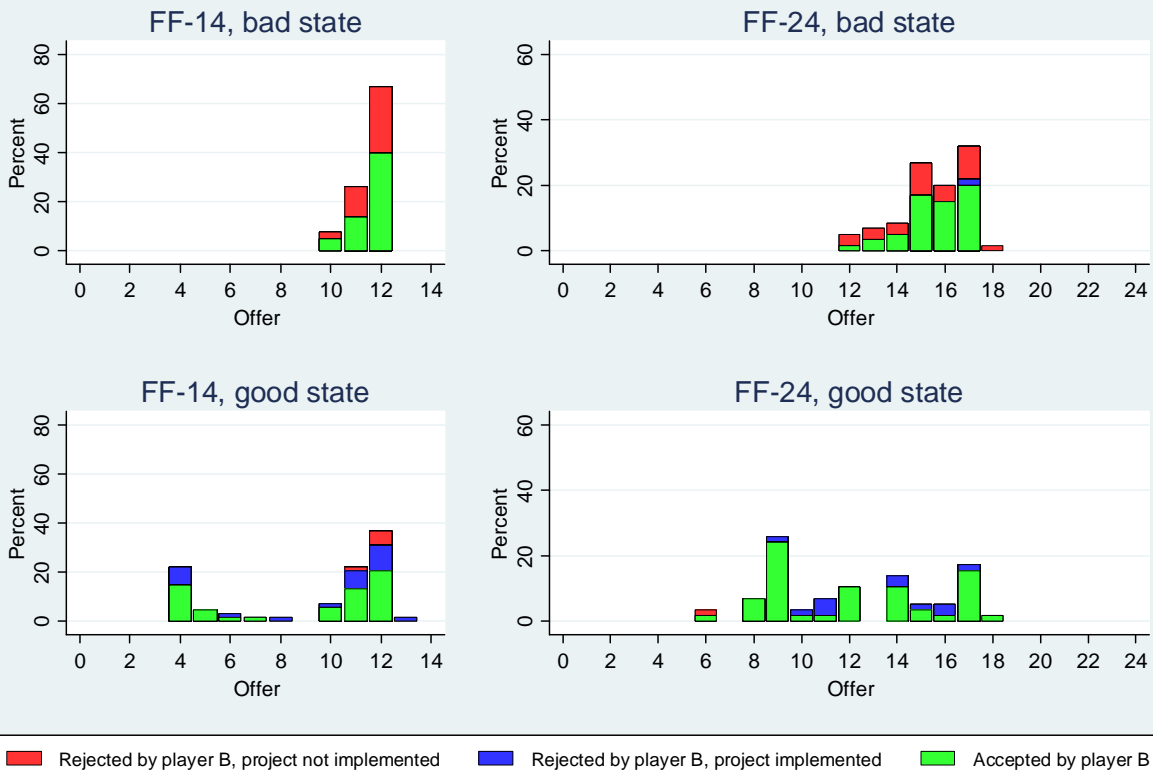 FF-14, bad state
80
60
40
20
0
Percent
0 2 4 6 8 10 12 14
Offer
FF-24, bad state
60
40
20
0
Percent
0 2 4 6 8 10 12 14 16 18 20 22 24
Offer
FF-14, good state
80
60
40
20
0
Percent
0 2 4 6 8 10 12 14
Offer
FF-24, good state
60
40
20
0
Percent
0 2 4 6 8 10 12 14 16 18 20 22 24
Offer
Rejected by player B, project not implemented
Rejected by player B, project implemented
Accepted by player B